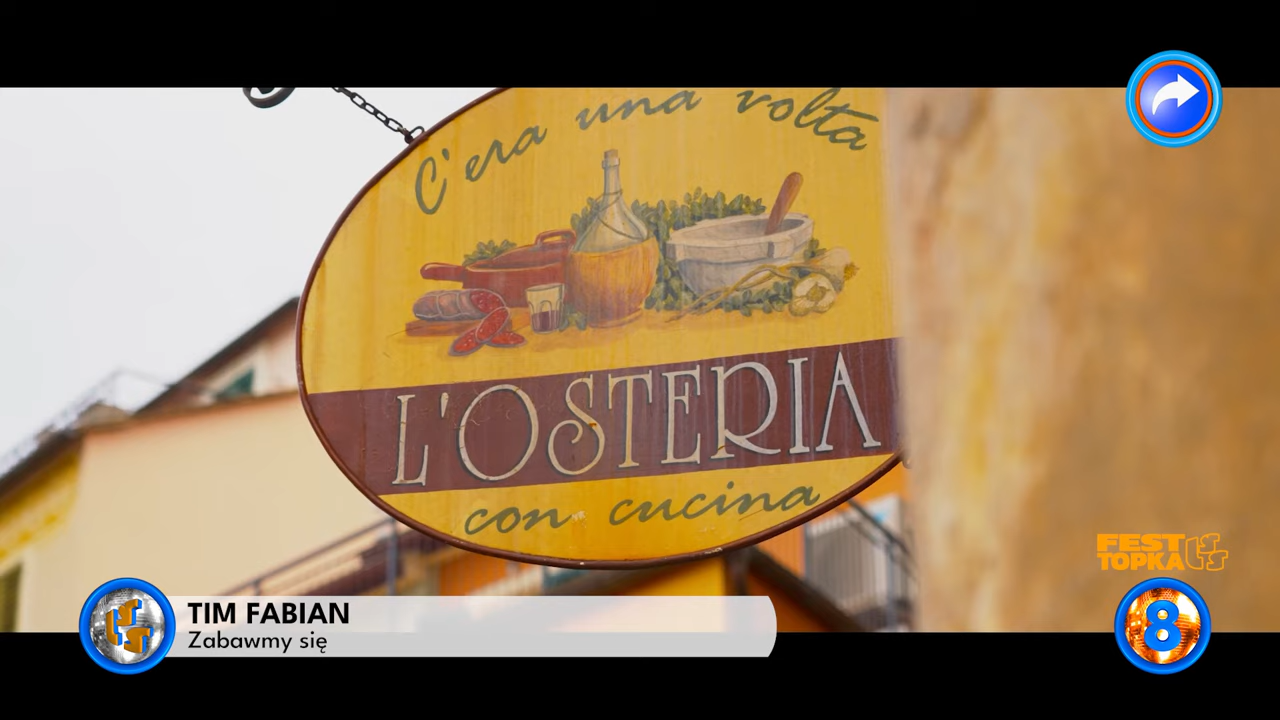 C'era una volta
L'OSTERIA
con cucina
FEST
TOPKA
TIM FABIAN
Zabawmy się
8